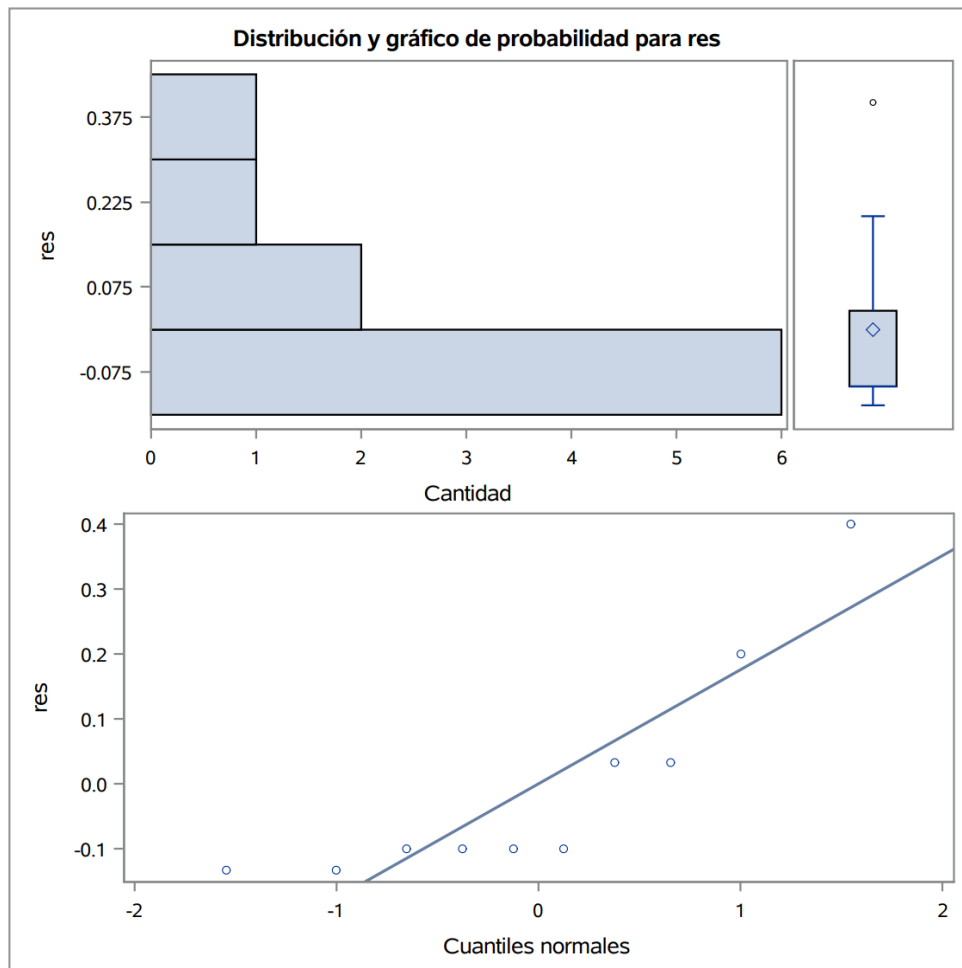 Distribución y gráfico de probabilidad para res
0.375
0.225
0.075
-0.075
res
0 1 2 3 4 5 6
Cantidad
0.4
0.3
0.2
0.1
0.0
-0.1
res
-2 -1 0 1 2
Cuantiles normales